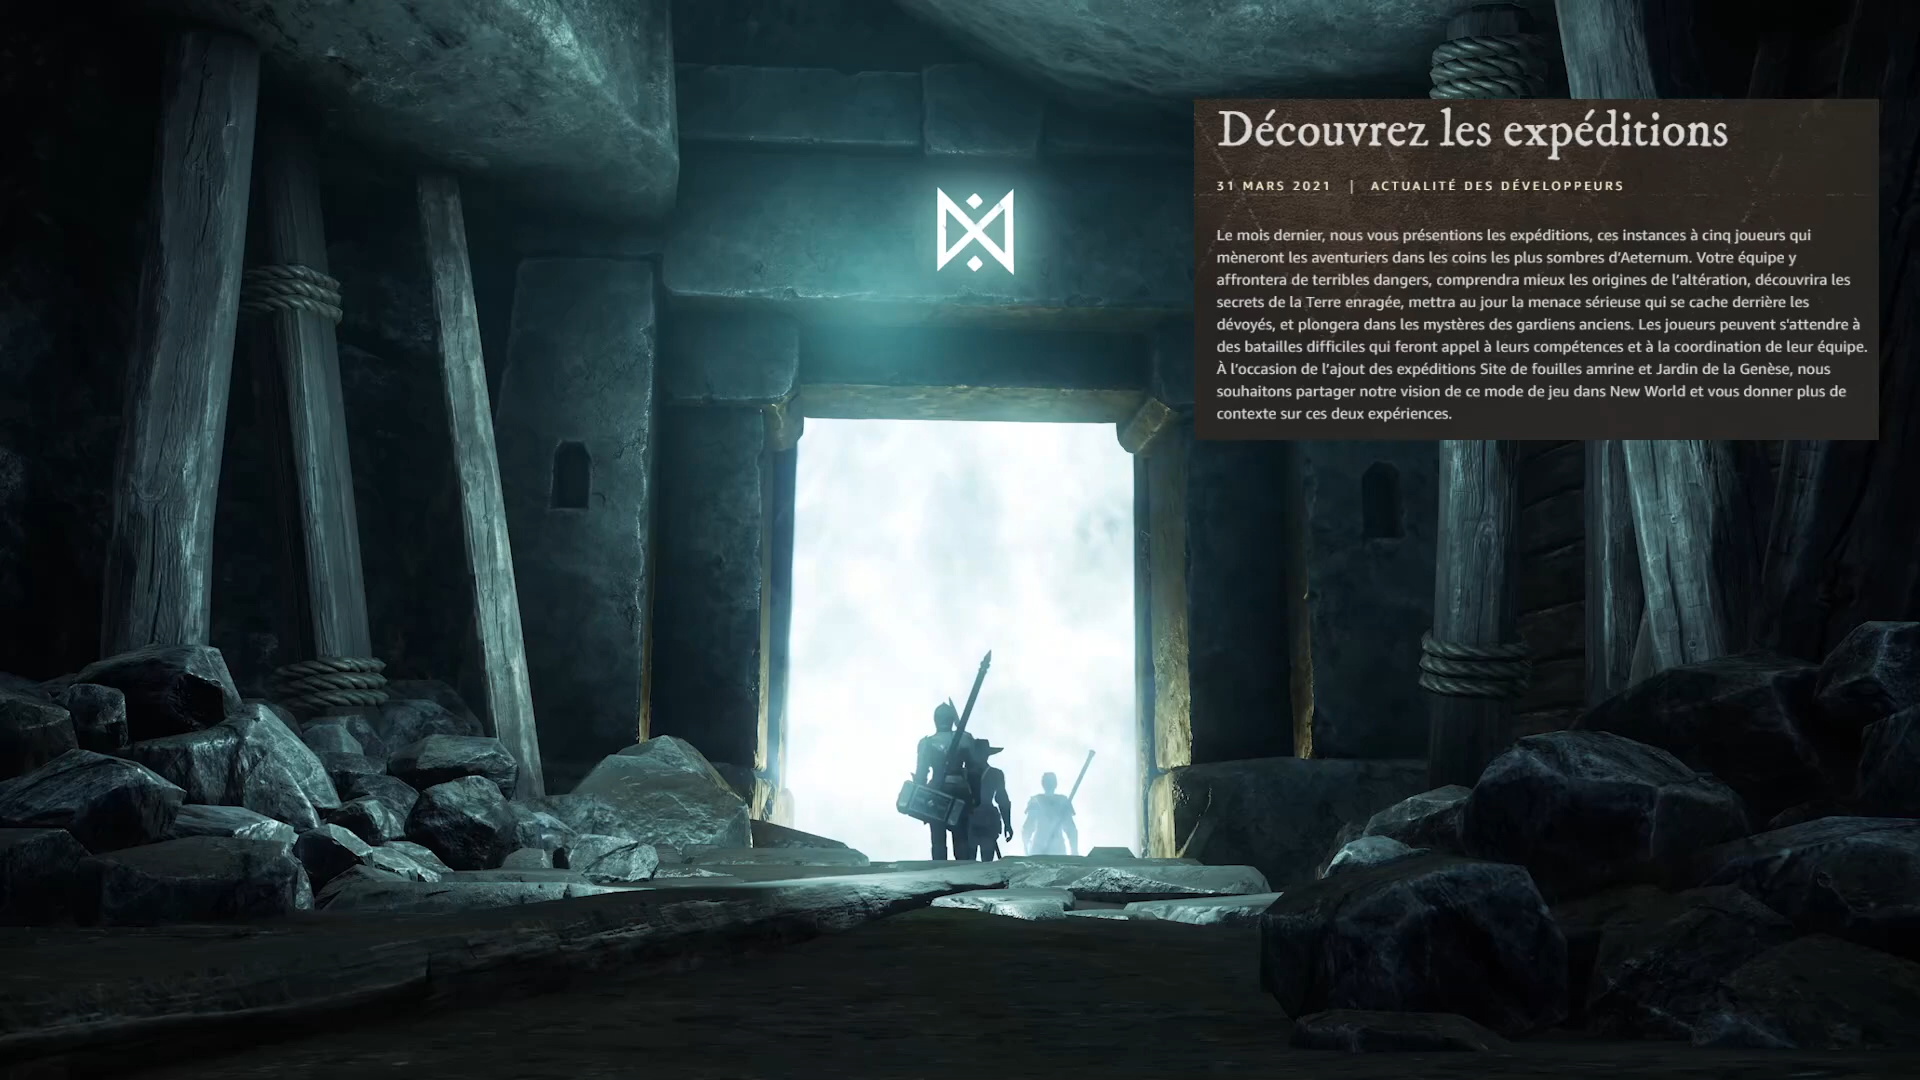 Découvrez les expéditions
31 MARS 2021 | ACTUALITÉ DES DÉVELOPPEURS
Le mois dernier, nous vous présentions les expéditions, ces instances à cinq joueurs qui
mèneront les aventuriers dans les coins les plus sombres d’Aeternum. Votre équipe y
affrontera de terribles dangers, comprendra mieux les origines de l’altération, découvrira les
secrets de la Terre enragée, mettra au jour la menace sérieuse qui se cache derrière les
dévoyés, et plongera dans les mystères des gardiens anciens. Les joueurs peuvent s'attendre à
des batailles difficiles qui feront appel à leurs compétences et à la coordination de leur équipe.
À l’occasion de l’ajout des expéditions Site de fouilles amrine et Jardin de la Genèse, nous
souhaitons partager notre vision de ce mode de jeu dans New World et vous donner plus de
contexte sur ces deux expériences.